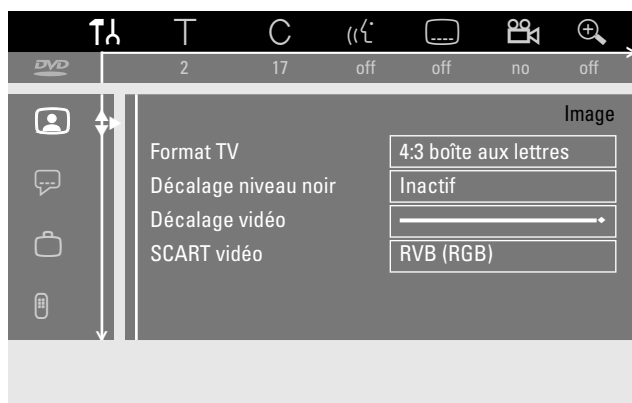 T C
DVD 2 17 off off no off
Image
Format TV 4:3 boîte aux lettres
Décalage niveau noir Inactif
Décalage vidéo
SCART vidéo RVB (RGB)